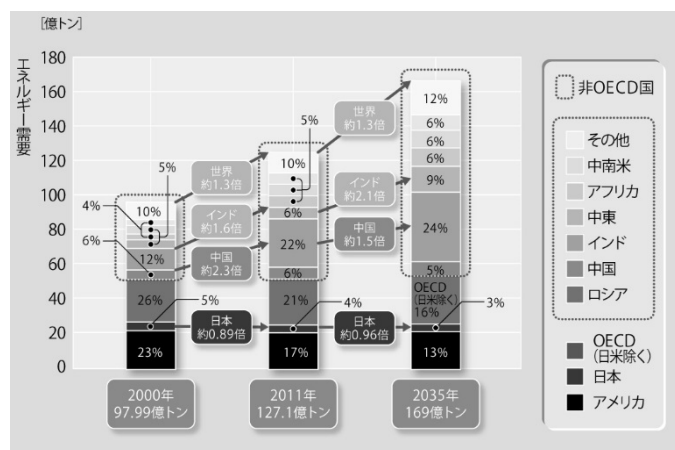 [億トン]
エネルギー需要
180
160
140
120
100
80
60
40
20
0
4%
6%
10%
5%
12%
26%
5%
23%
世界
約1.3倍
インド
約1.6倍
中国
約2.3倍
日本
約0.89倍
5%
10%
6%
22%
6%
21%
4%
17%
世界
約1.3倍
インド
約2.1倍
中国
約1.5倍
日本
約0.96倍
12%
6%
6%
6%
9%
24%
5%
OECD
(日米除く)
16%
3%
13%
2000年
97.99億トン
2011年
127.1億トン
2035年
169億トン
非OECD国
その他
中南米
アフリカ
中東
インド
中国
ロシア
OECD
(日米除く)
日本
アメリカ